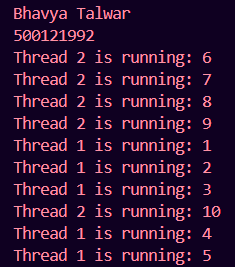 Bhavya Talwar
500121992
Thread 2 is running: 6
Thread 2 is running: 7
Thread 2 is running: 8
Thread 2 is running: 9
Thread 1 is running: 1
Thread 1 is running: 2
Thread 1 is running: 3
Thread 2 is running: 10
Thread 1 is running: 4
Thread 1 is running: 5